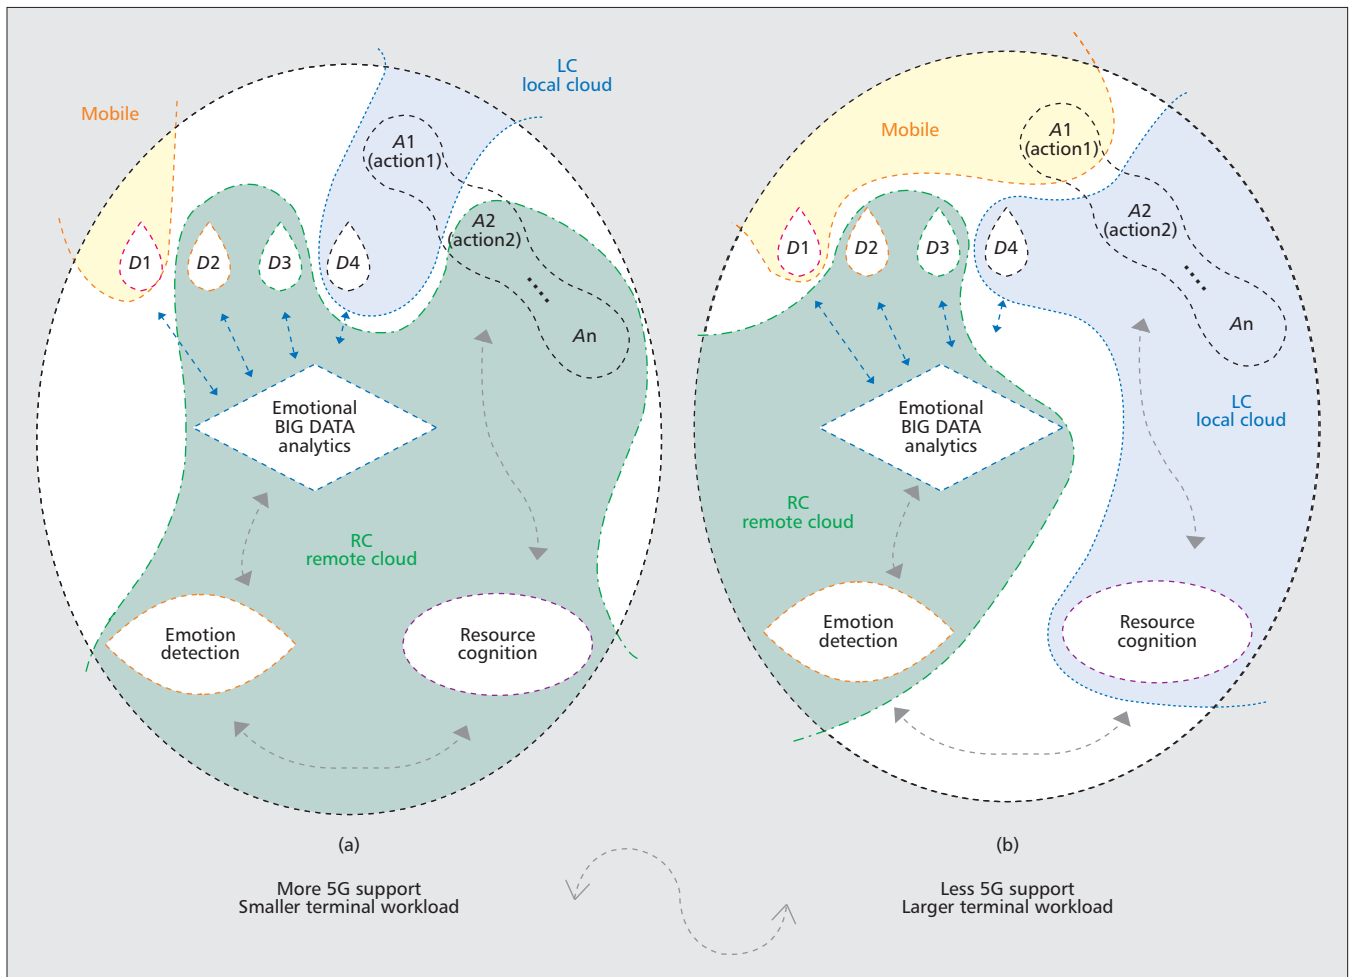 LC
local cloud
Mobile
A1
(action1)
A2
(action2)
D1
D2
D3
D4
An
Emotional
BIG DATA
analytics
RC
remote cloud
Emotion
detection
Resource
cognition
(a)
More 5G support
Smaller terminal workload
Mobile
A1
(action1)
A2
(action2)
D1
D2
D3
D4
An
Emotional
BIG DATA
analytics
LC
local cloud
RC
remote cloud
Emotion
detection
Resource
cognition
(b)
Less 5G support
Larger terminal workload